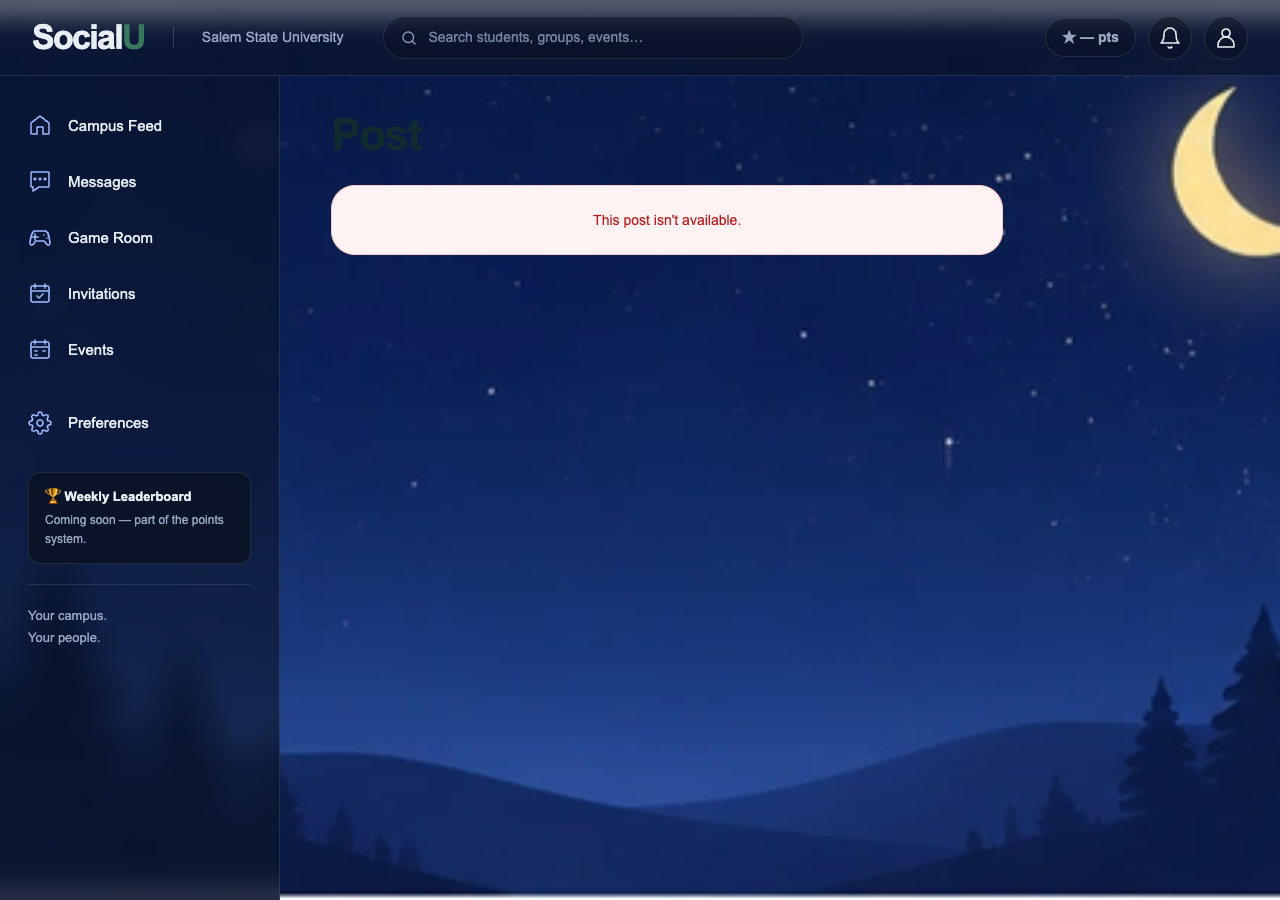 SocialU
Salem State University
Search students, groups, events…
★ — pts
Campus Feed
Messages
Game Room
Invitations
Events
Preferences
🏆 Weekly Leaderboard
Coming soon — part of the points
system.
Your campus.
Your people.
Post
This post isn't available.